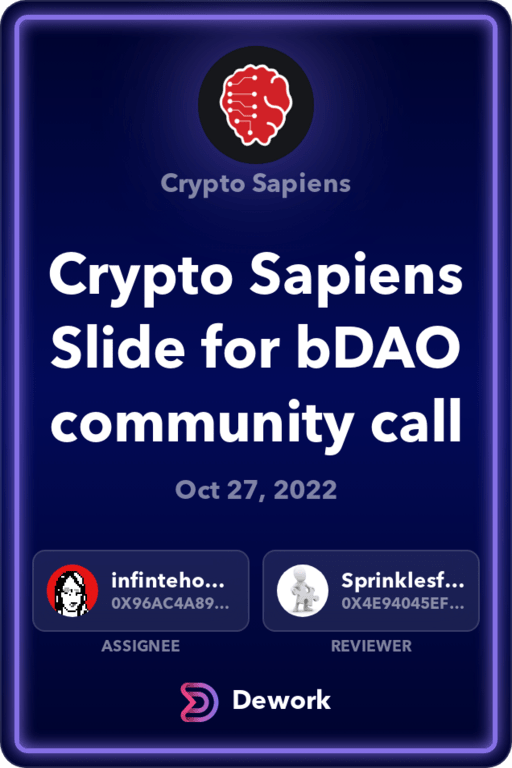 Crypto Sapiens
Crypto Sapiens
Slide for bDAO
community call
Oct 27, 2022
infinteho...
0X96AC4A89...
ASSIGNEE
Sprinklesf...
0X4E94045EF...
REVIEWER
Dework